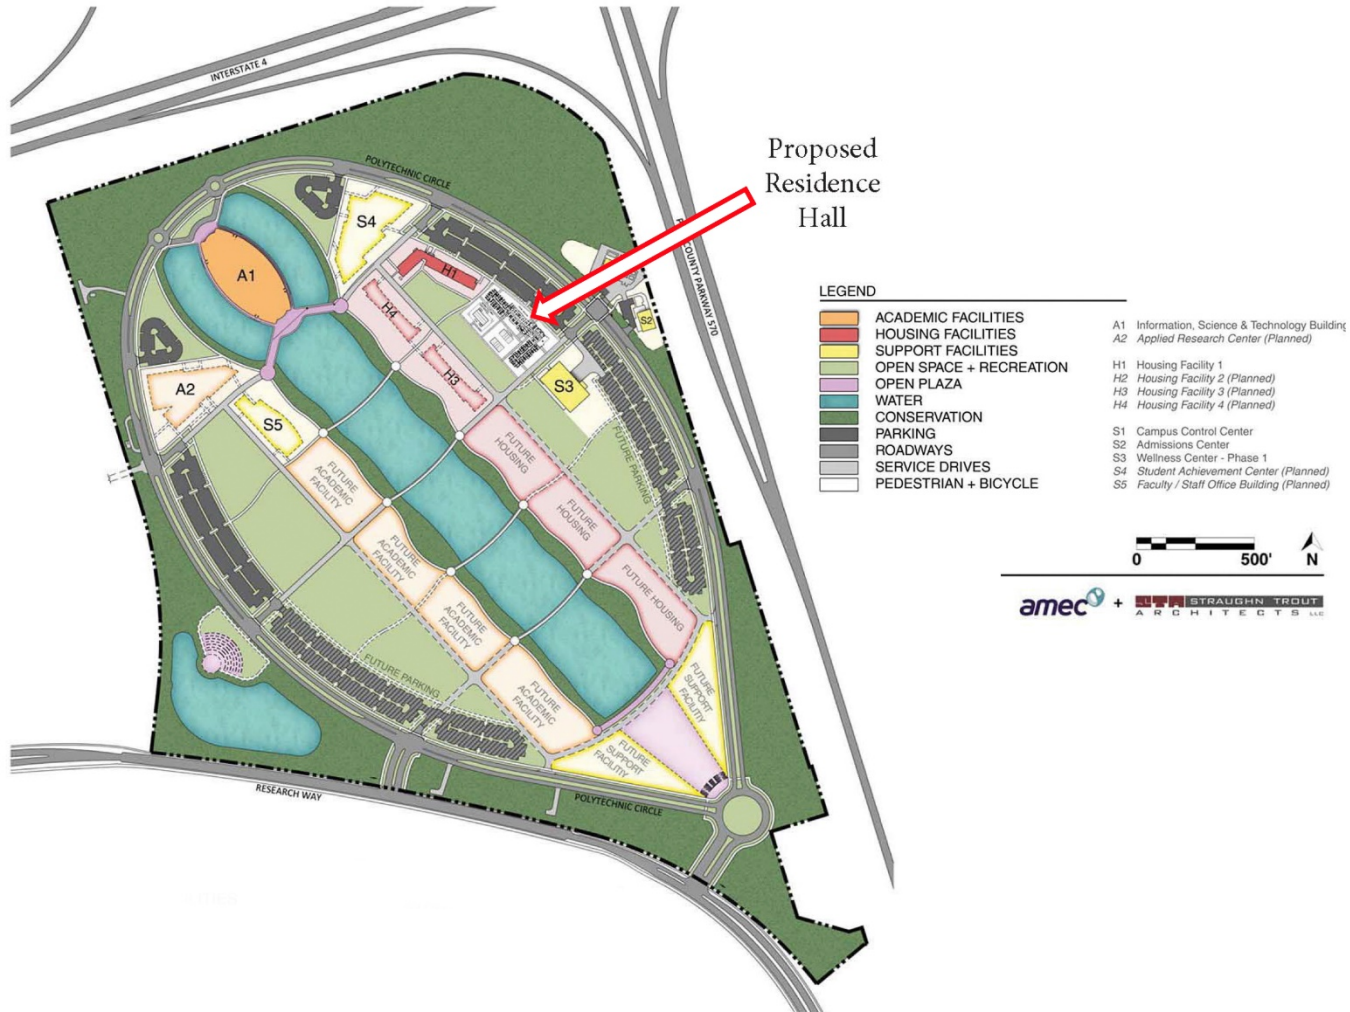 INTERSTATE 4
POLYTECHNIC CIRCLE
Proposed
Residence
Hall
COUNTY PARKWAY 570
S4
A1
H1
H4
H3
S2
S3
A2
S5
FUTURE
HOUSING
FUTURE PARKING
FUTURE
ACADEMIC
FACILITY
FUTURE
HOUSING
FUTURE
ACADEMIC
FACILITY
FUTURE HOUSING
FUTURE
ACADEMIC
FACILITY
FUTURE PARKING
FUTURE
ACADEMIC
FACILITY
FUTURE
SUPPORT
FACILITY
FUTURE
SUPPORT
FACILITIY
RESEARCH WAY
POLYTECHNIC CIRCLE
LEGEND
ACADEMIC FACILITIES
HOUSING FACILITIES
SUPPORT FACILITIES
OPEN SPACE + RECREATION
OPEN PLAZA
WATER
CONSERVATION
PARKING
ROADWAYS
SERVICE DRIVES
PEDESTRIAN + BICYCLE
A1 Information, Science & Technology Building
A2 Applied Research Center (Planned)
H1 Housing Facility 1
H2 Housing Facility 2 (Planned)
H3 Housing Facility 3 (Planned)
H4 Housing Facility 4 (Planned)
S1 Campus Control Center
S2 Admissions Center
S3 Wellness Center - Phase 1
S4 Student Achievement Center (Planned)
S5 Faculty / Staff Office Building (Planned)
0 500' N
amec + STRAUGHN TROUT
ARCHITECTS LLC